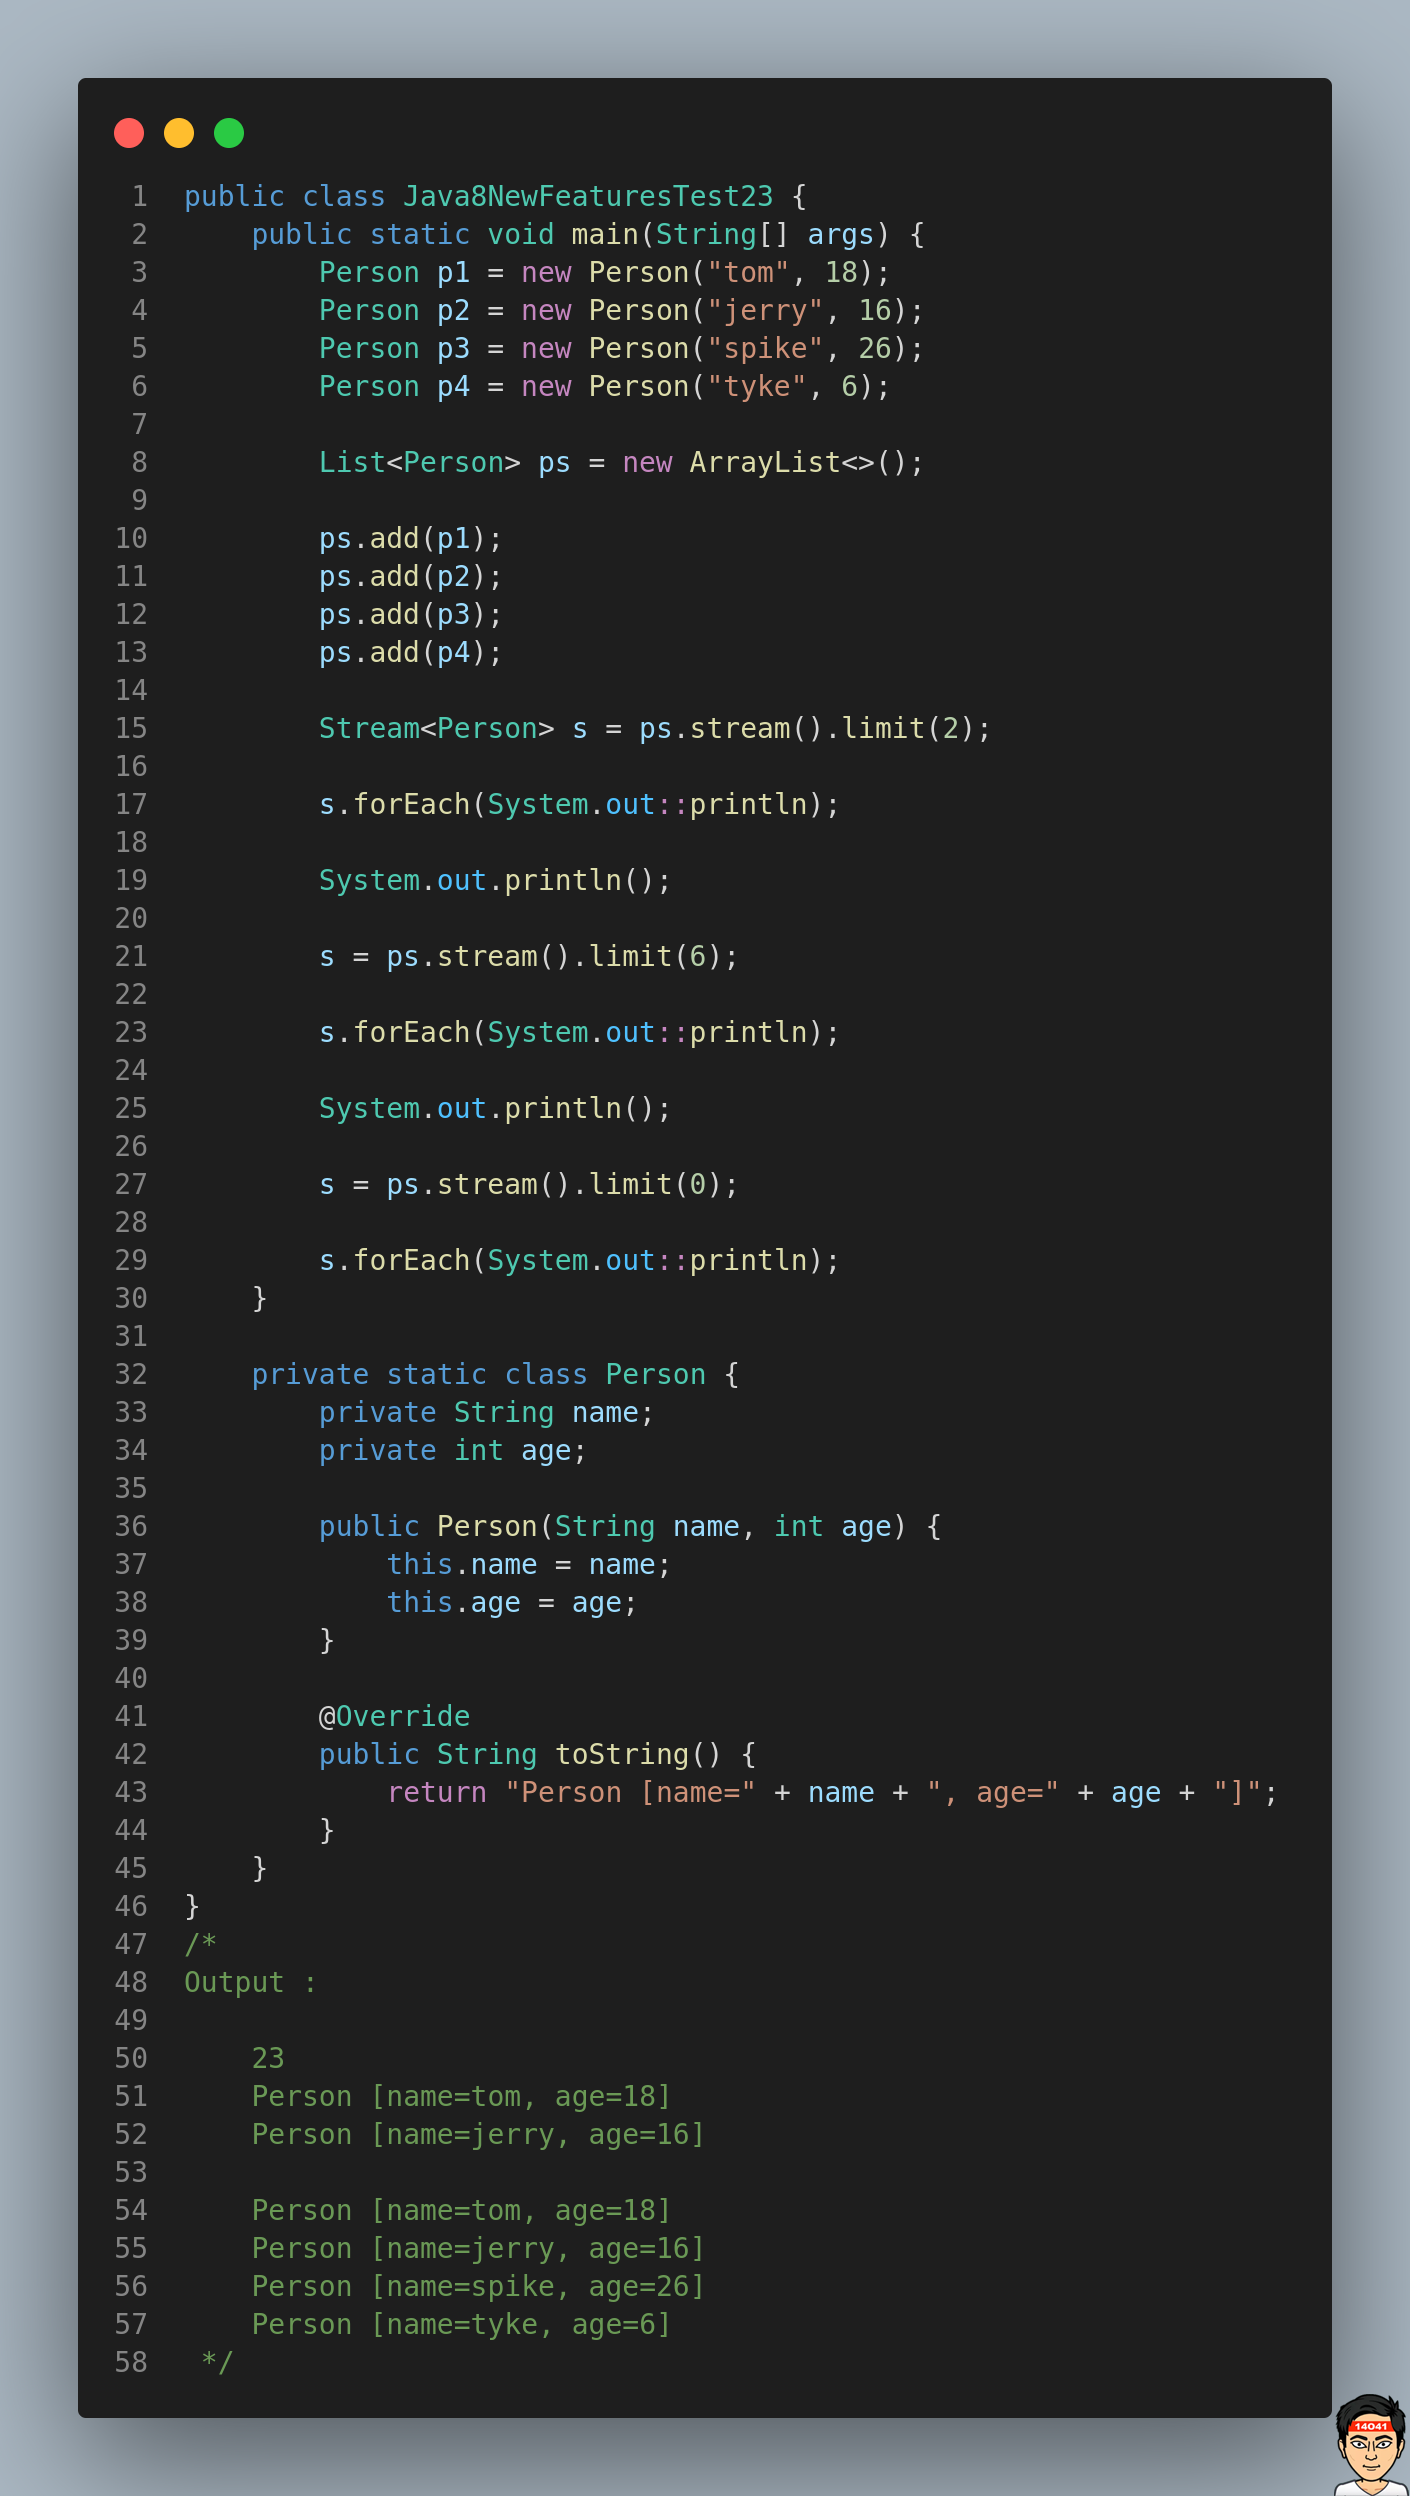 1 public class Java8NewFeaturesTest23 {
2     public static void main(String[] args) {
3         Person p1 = new Person("tom", 18);
4         Person p2 = new Person("jerry", 16);
5         Person p3 = new Person("spike", 26);
6         Person p4 = new Person("tyke", 6);
7
8         List<Person> ps = new ArrayList<>();
9
10         ps.add(p1);
11         ps.add(p2);
12         ps.add(p3);
13         ps.add(p4);
14
15         Stream<Person> s = ps.stream().limit(2);
16
17         s.forEach(System.out::println);
18
19         System.out.println();
20
21         s = ps.stream().limit(6);
22
23         s.forEach(System.out::println);
24
25         System.out.println();
26
27         s = ps.stream().limit(0);
28
29         s.forEach(System.out::println);
30     }
31
32     private static class Person {
33         private String name;
34         private int age;
35
36         public Person(String name, int age) {
37             this.name = name;
38             this.age = age;
39         }
40
41         @Override
42         public String toString() {
43             return "Person [name=" + name + ", age=" + age + "]";
44         }
45     }
46 }
47 /*
48 Output :
49
50     23
51     Person [name=tom, age=18]
52     Person [name=jerry, age=16]
53
54     Person [name=tom, age=18]
55     Person [name=jerry, age=16]
56     Person [name=spike, age=26]
57     Person [name=tyke, age=6]
58  */
14041